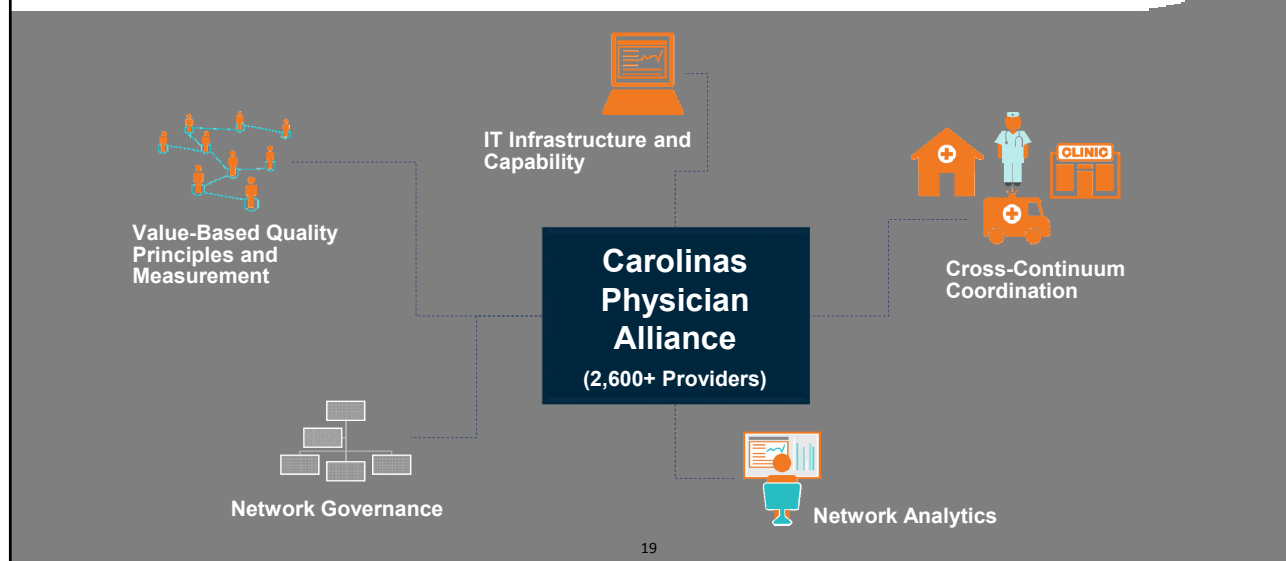 IT Infrastructure and
Capability
CLINIC
Value-Based Quality
Principles and
Measurement
Carolinas
Physician
Alliance
(2,600+ Providers)
Cross-Continuum
Coordination
Network Governance
Network Analytics
19